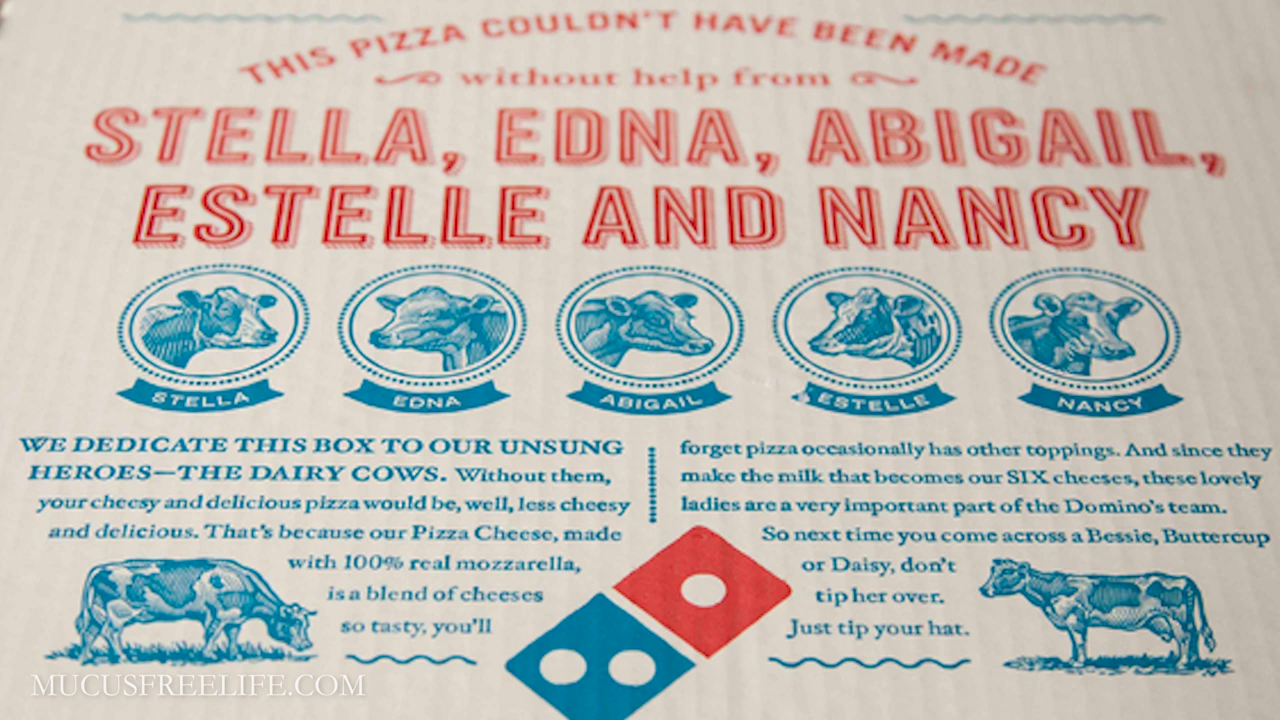 THIS PIZZA COULDN'T HAVE BEEN MADE
without help from
STELLA, EDNA, ABIGAIL,
ESTELLE AND NANCY
STELLA
EDNA
ABIGAIL
ESTELLE
NANCY
WE DEDICATE THIS BOX TO OUR UNSUNG
HEROES—THE DAIRY COWS. Without them,
your cheesy and delicious pizza would be, well, less cheesy
and delicious. That's because our Pizza Cheese, made
with 100% real mozzarella,
is a blend of cheeses
so tasty, you'll
forget pizza occasionally has other toppings. And since they
make the milk that becomes our SIX cheeses, these lovely
ladies are a very important part of the Domino's team.
So next time you come across a Bessie, Buttercup
or Daisy, don't
tip her over.
Just tip your hat.
MUCUSFREELIFE.COM